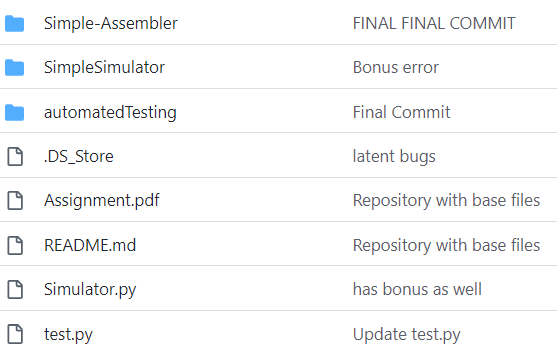 Simple-Assembler FINAL FINAL COMMIT
SimpleSimulator Bonus error
automatedTesting Final Commit
.DS_Store latent bugs
Assignment.pdf Repository with base files
README.md Repository with base files
Simulator.py has bonus as well
test.py Update test.py